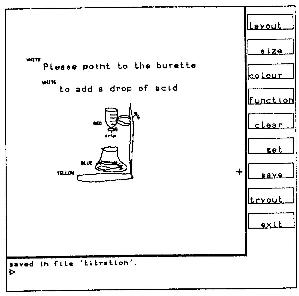 WHITE
Please point to the burette
WHITE
to add a drop of acid
RED
BLUE
YELLOW
layout
size
colour
function
clear
get
save
tryout
exit
saved in file 'titration'.